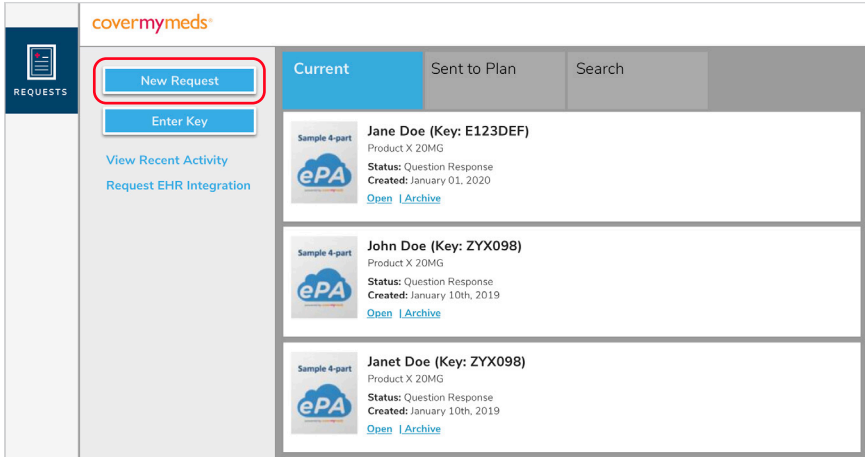 covermymeds
REQUESTS
New Request
Enter Key
View Recent Activity
Request EHR Integration
Current
Sent to Plan
Search
Sample 4-part
ePA
Jane Doe (Key: E123DEF)
Product X 20MG
Status: Question Response
Created: January 01, 2020
Open | Archive
Sample 4-part
ePA
John Doe (Key: ZYX098)
Product X 20MG
Status: Question Response
Created: January 10th, 2019
Open | Archive
Sample 4-part
ePA
Janet Doe (Key: ZYX098)
Product X 20MG
Status: Question Response
Created: January 10th, 2019
Open | Archive